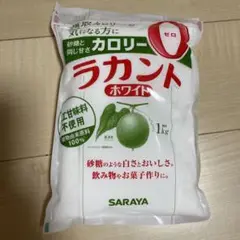 気になる方に
砂糖と
同じ甘さ
カロリー
ゼロ
ラカント
ホワイト
甘味料
不使用
100%
1kg
砂糖のような白さとおいしさ。
飲み物やお菓子作りに。
SARAYA